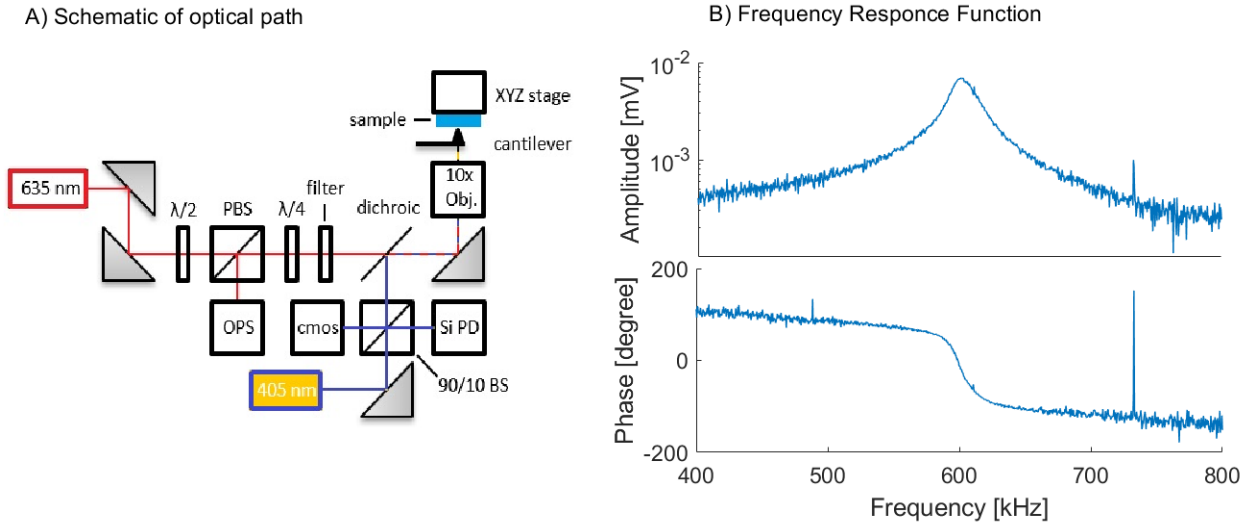 A) Schematic of optical path
XYZ stage
sample
cantilever
10x
Obj.
635 nm
filter
λ/2
PBS
λ/4
dichroic
OPS
cmos
Si PD
405 nm
90/10 BS
B) Frequency Responce Function
10-2
10-3
Amplitude [mV]
200
0
-200
Phase [degree]
400
500
600
700
800
Frequency [kHz]